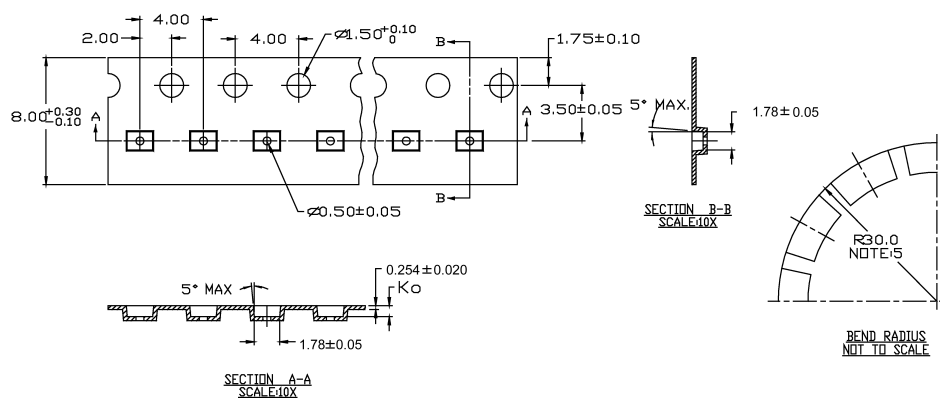 4.00
2.00
4.00
Ø1.50+0.10 0
B
1.75±0.10
8.00+0.30 -0.10
A
A
3.50±0.05
5° MAX.
1.78±0.05
B
Ø0.50±0.05
SECTION B-B
SCALE:10X
R30.0
NOTE:5
0.254±0.020
5° MAX
Ko
1.78±0.05
BEND RADIUS
NOT TO SCALE
SECTION A-A
SCALE:10X